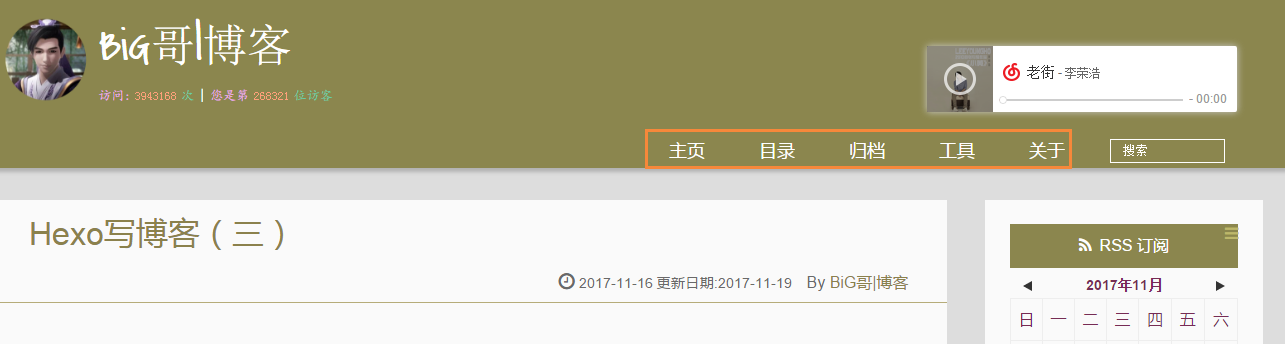 BiG哥|博客
访问: 3943168 次 | 您是第 268321 位访客
老街 - 李荣浩
- 00:00
主页 目录 归档 工具 关于 搜索
Hexo写博客（三）
2017-11-16 更新日期:2017-11-19 By BiG哥|博客
RSS 订阅
2017年11月
日 一 二 三 四 五 六